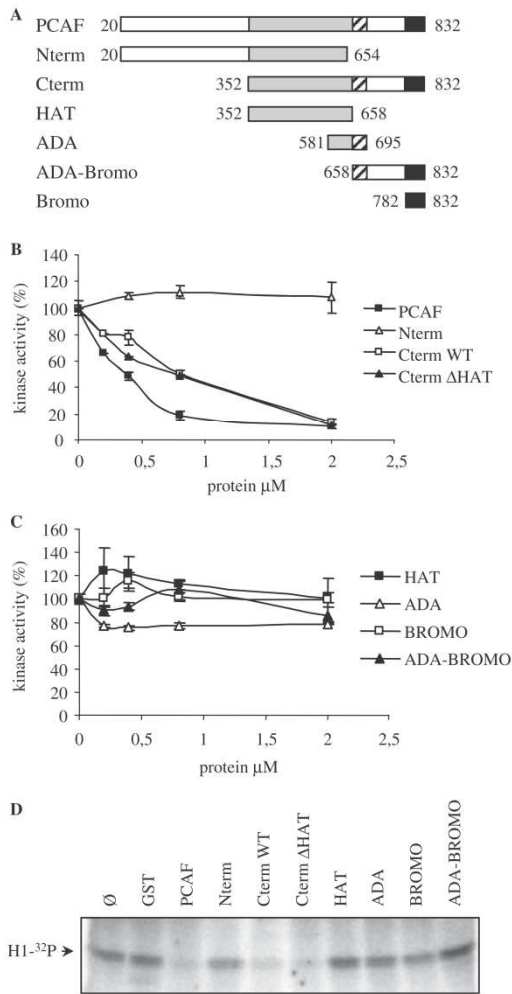 A
PCAF 20 832
Nterm 20 654
Cterm 352 832
HAT 352 658
ADA 581 695
ADA-Bromo 658 832
Bromo 782 832
B
kinase activity (%)
140
120
100
80
60
40
20
0
0 0,5 1 1,5 2 2,5
protein µM
PCAF
Nterm
Cterm WT
Cterm ΔHAT
C
kinase activity (%)
160
140
120
100
80
60
40
20
0
0 0,5 1 1,5 2 2,5
protein µM
HAT
ADA
BROMO
ADA-BROMO
D
Ø
GST
PCAF
Nterm
Cterm WT
Cterm ΔHAT
HAT
ADA
BROMO
ADA-BROMO
H1-³²P